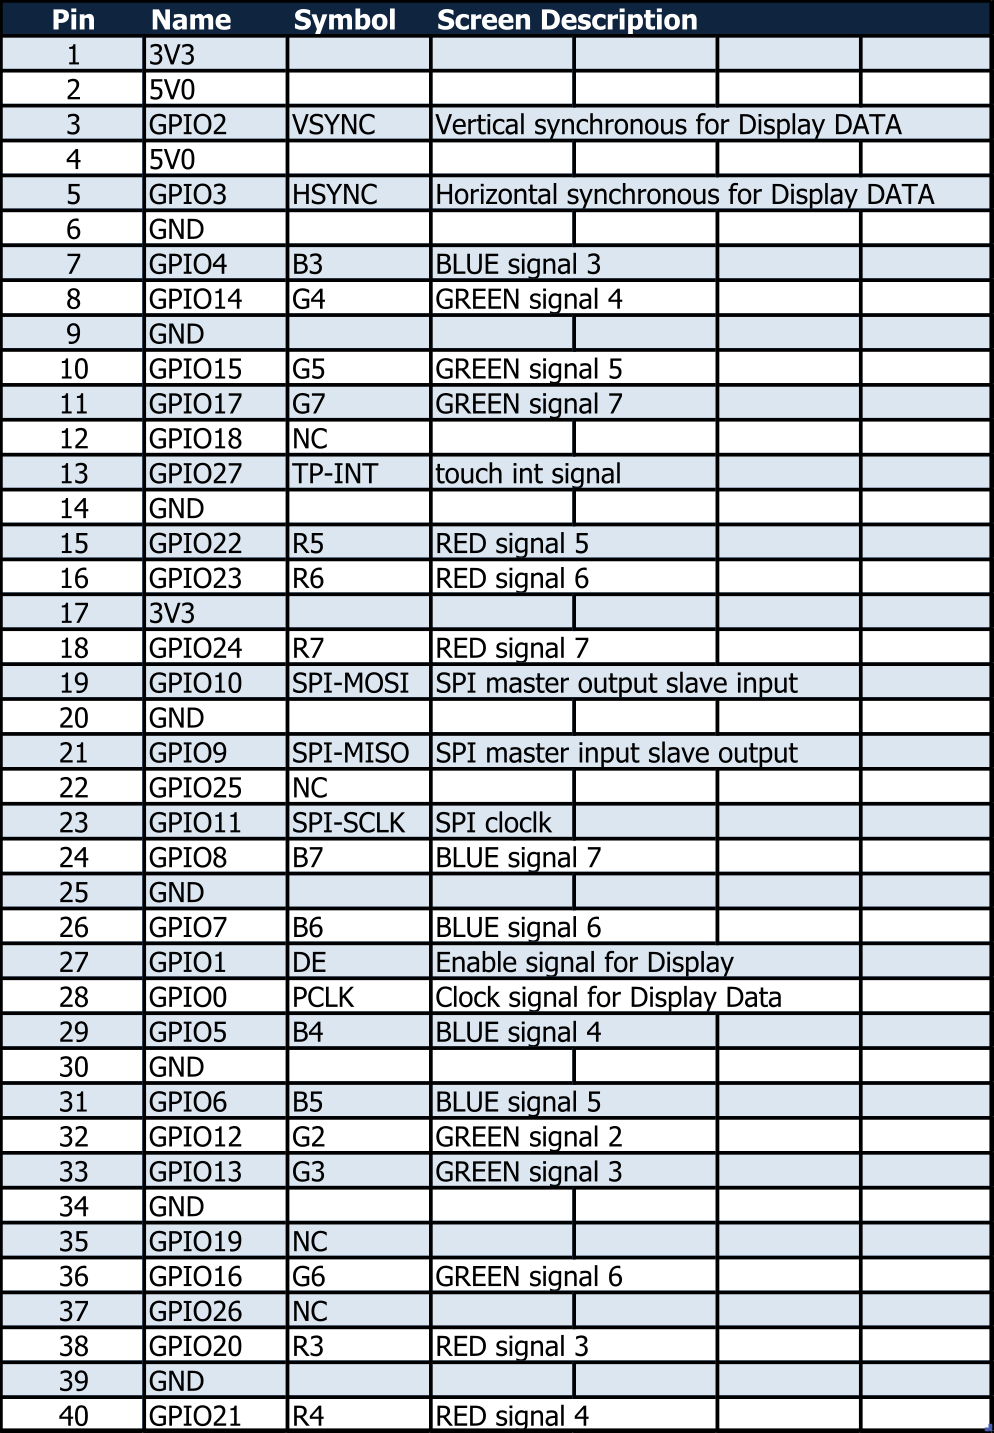 Pin Name Symbol Screen Description
1 3V3
2 5V0
3 GPIO2 VSYNC Vertical synchronous for Display DATA
4 5V0
5 GPIO3 HSYNC Horizontal synchronous for Display DATA
6 GND
7 GPIO4 B3 BLUE signal 3
8 GPIO14 G4 GREEN signal 4
9 GND
10 GPIO15 G5 GREEN signal 5
11 GPIO17 G7 GREEN signal 7
12 GPIO18 NC
13 GPIO27 TP-INT touch int signal
14 GND
15 GPIO22 R5 RED signal 5
16 GPIO23 R6 RED signal 6
17 3V3
18 GPIO24 R7 RED signal 7
19 GPIO10 SPI-MOSI SPI master output slave input
20 GND
21 GPIO9 SPI-MISO SPI master input slave output
22 GPIO25 NC
23 GPIO11 SPI-SCLK SPI cloclk
24 GPIO8 B7 BLUE signal 7
25 GND
26 GPIO7 B6 BLUE signal 6
27 GPIO1 DE Enable signal for Display
28 GPIO0 PCLK Clock signal for Display Data
29 GPIO5 B4 BLUE signal 4
30 GND
31 GPIO6 B5 BLUE signal 5
32 GPIO12 G2 GREEN signal 2
33 GPIO13 G3 GREEN signal 3
34 GND
35 GPIO19 NC
36 GPIO16 G6 GREEN signal 6
37 GPIO26 NC
38 GPIO20 R3 RED signal 3
39 GND
40 GPIO21 R4 RED signal 4